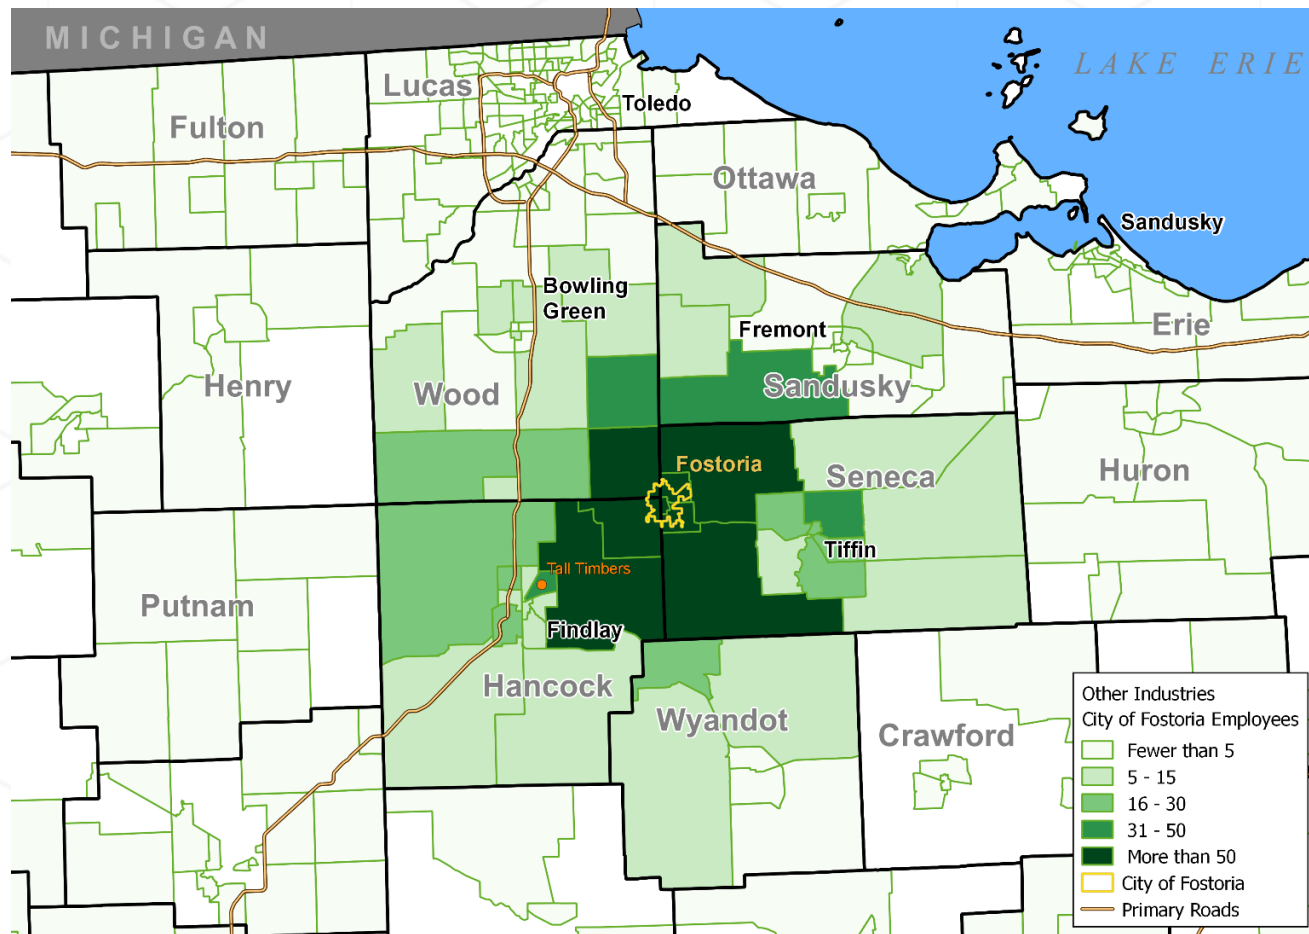 MICHIGAN
LAKE ERIE
Lucas
Toledo
Fulton
Ottawa
Sandusky
Bowling
Green
Fremont
Erie
Henry
Wood
Sandusky
Fostoria
Seneca
Huron
Tiffin
Tall Timbers
Putnam
Findlay
Hancock
Wyandot
Crawford
Other Industries
City of Fostoria Employees
Fewer than 5
5 - 15
16 - 30
31 - 50
More than 50
City of Fostoria
Primary Roads